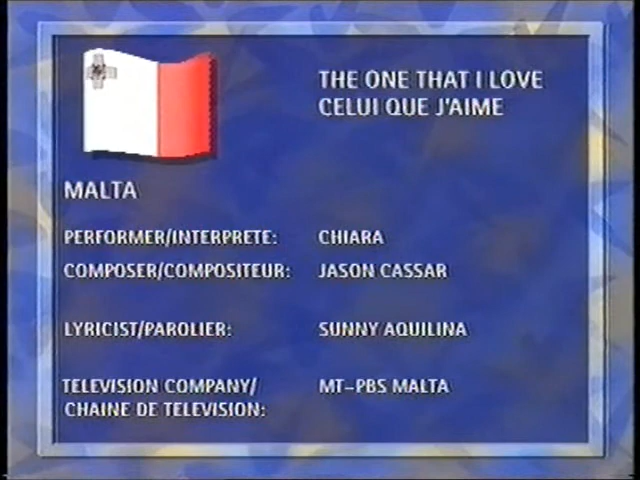 THE ONE THAT I LOVE
CELUI QUE J'AIME
MALTA
PERFORMER/INTERPRETE: CHIARA
COMPOSER/COMPOSITEUR: JASON CASSAR
LYRICIST/PAROLIER: SUNNY AQUILINA
TELEVISION COMPANY/ MT-PBS MALTA
CHAINE DE TELEVISION: